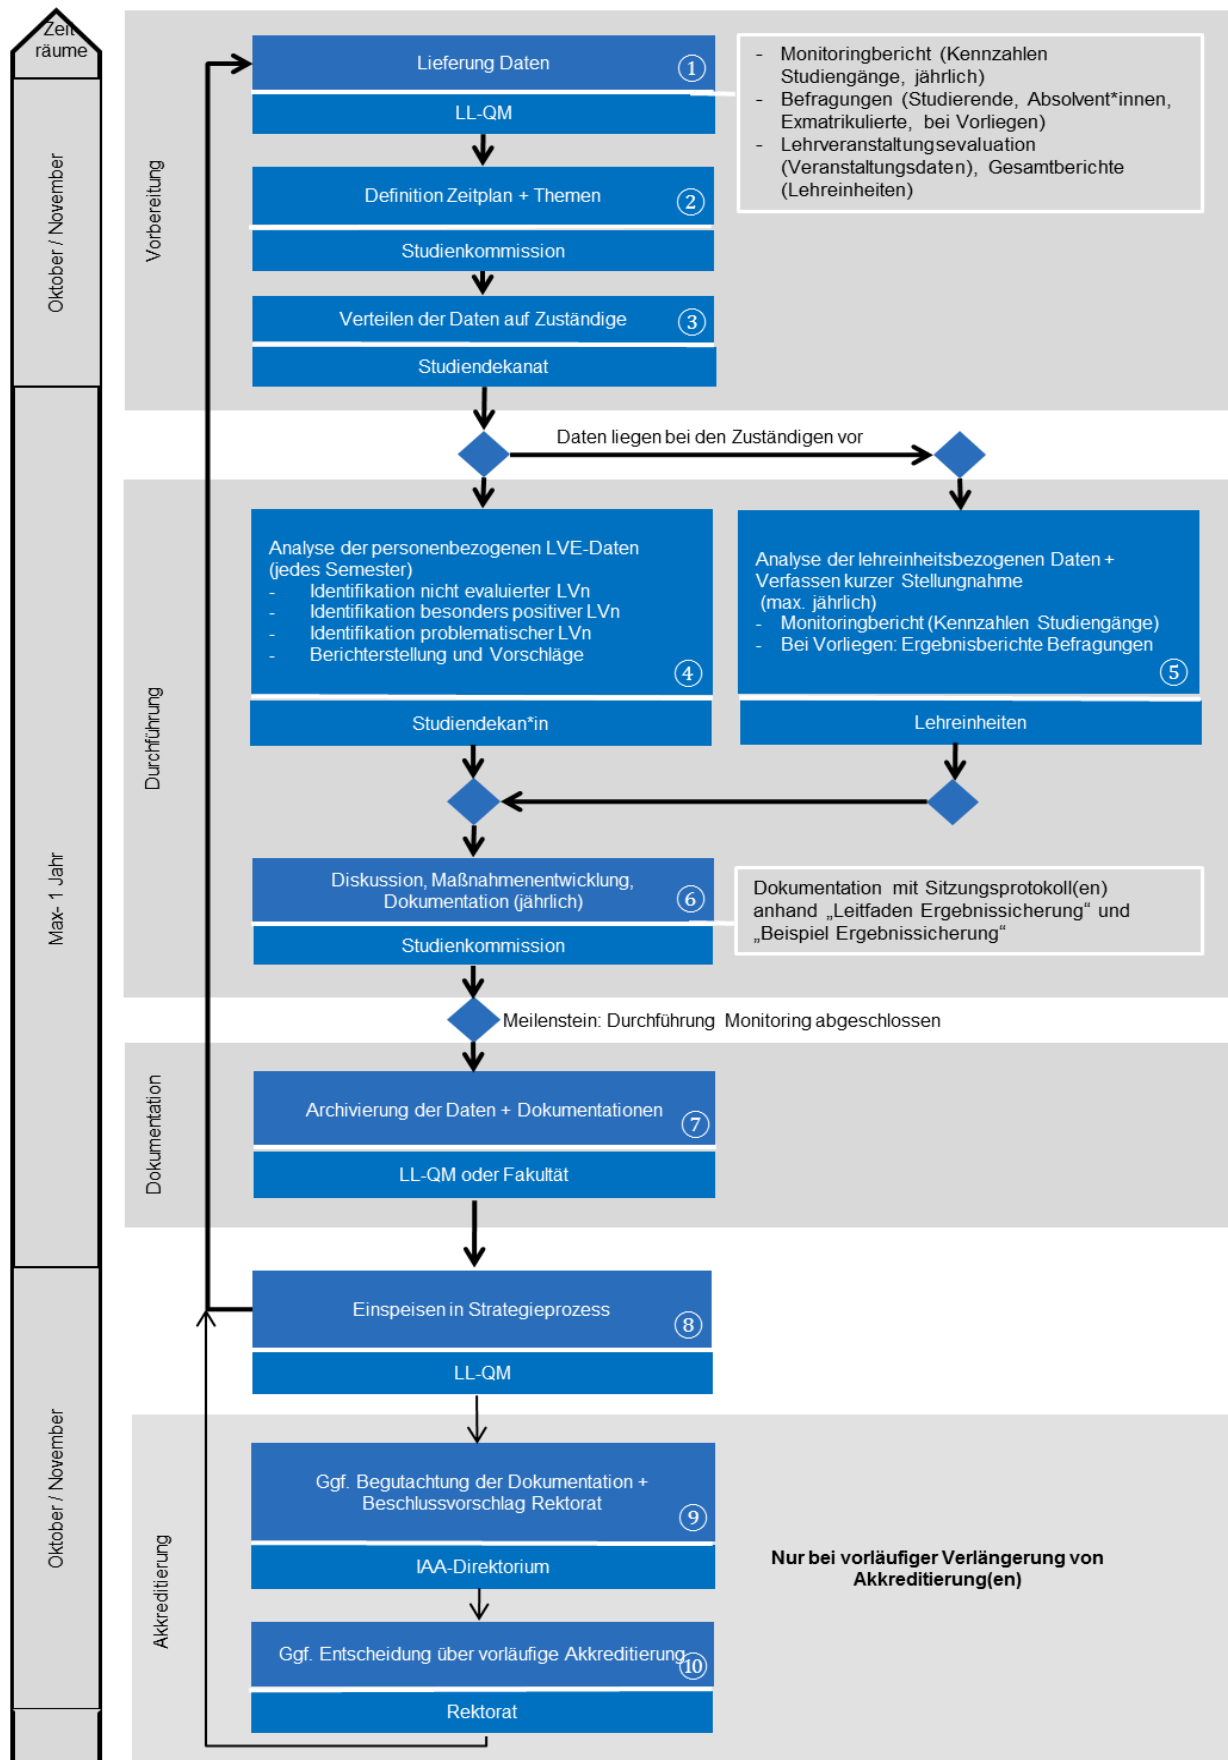 Zeit
räume
Oktober / November
Max- 1 Jahr
Oktober / November
Vorbereitung
Lieferung Daten
①
LL-QM
- Monitoringbericht (Kennzahlen
Studiengänge, jährlich)
- Befragungen (Studierende, Absolvent*innen,
Exmatrikulierte, bei Vorliegen)
- Lehrveranstaltungsevaluation
(Veranstaltungsdaten), Gesamtberichte
(Lehreinheiten)
Definition Zeitplan + Themen
②
Studienkommission
Verteilen der Daten auf Zuständige
③
Studiendekanat
Daten liegen bei den Zuständigen vor
Durchführung
Analyse der personenbezogenen LVE-Daten
(jedes Semester)
- Identifikation nicht evaluierter LVn
- Identifikation besonders positiver LVn
- Identifikation problematischer LVn
- Berichterstellung und Vorschläge
④
Studiendekan*in
Analyse der lehreinheitsbezogenen Daten +
Verfassen kurzer Stellungnahme
(max. jährlich)
- Monitoringbericht (Kennzahlen Studiengänge)
- Bei Vorliegen: Ergebnisberichte Befragungen
⑤
Lehreinheiten
Diskussion, Maßnahmenentwicklung,
Dokumentation (jährlich)
⑥
Studienkommission
Dokumentation mit Sitzungsprotokoll(en)
anhand „Leitfaden Ergebnissicherung“ und
„Beispiel Ergebnissicherung“
Meilenstein: Durchführung Monitoring abgeschlossen
Dokumentation
Archivierung der Daten + Dokumentationen
⑦
LL-QM oder Fakultät
Einspeisen in Strategieprozess
⑧
LL-QM
Akkreditierung
Ggf. Begutachtung der Dokumentation +
Beschlussvorschlag Rektorat
⑨
IAA-Direktorium
Nur bei vorläufiger Verlängerung von
Akkreditierung(en)
Ggf. Entscheidung über vorläufige Akkreditierung
⑩
Rektorat